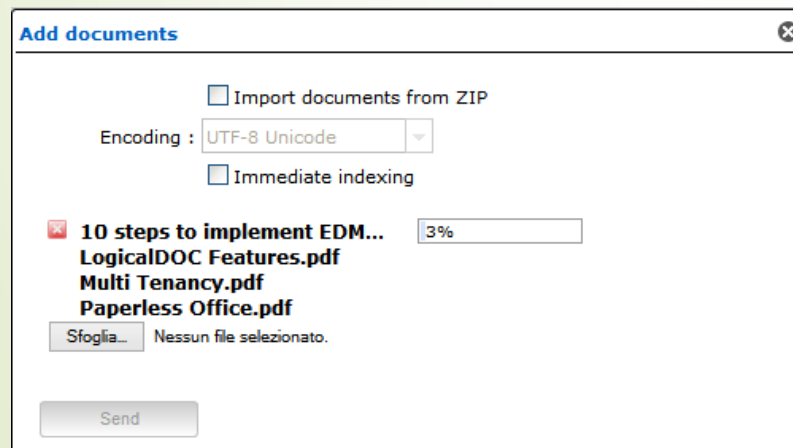 Add documents
Import documents from ZIP
Encoding : UTF-8 Unicode
Immediate indexing
10 steps to implement EDM... 3%
LogicalDOC Features.pdf
Multi Tenancy.pdf
Paperless Office.pdf
Sfoglia... Nessun file selezionato.
Send